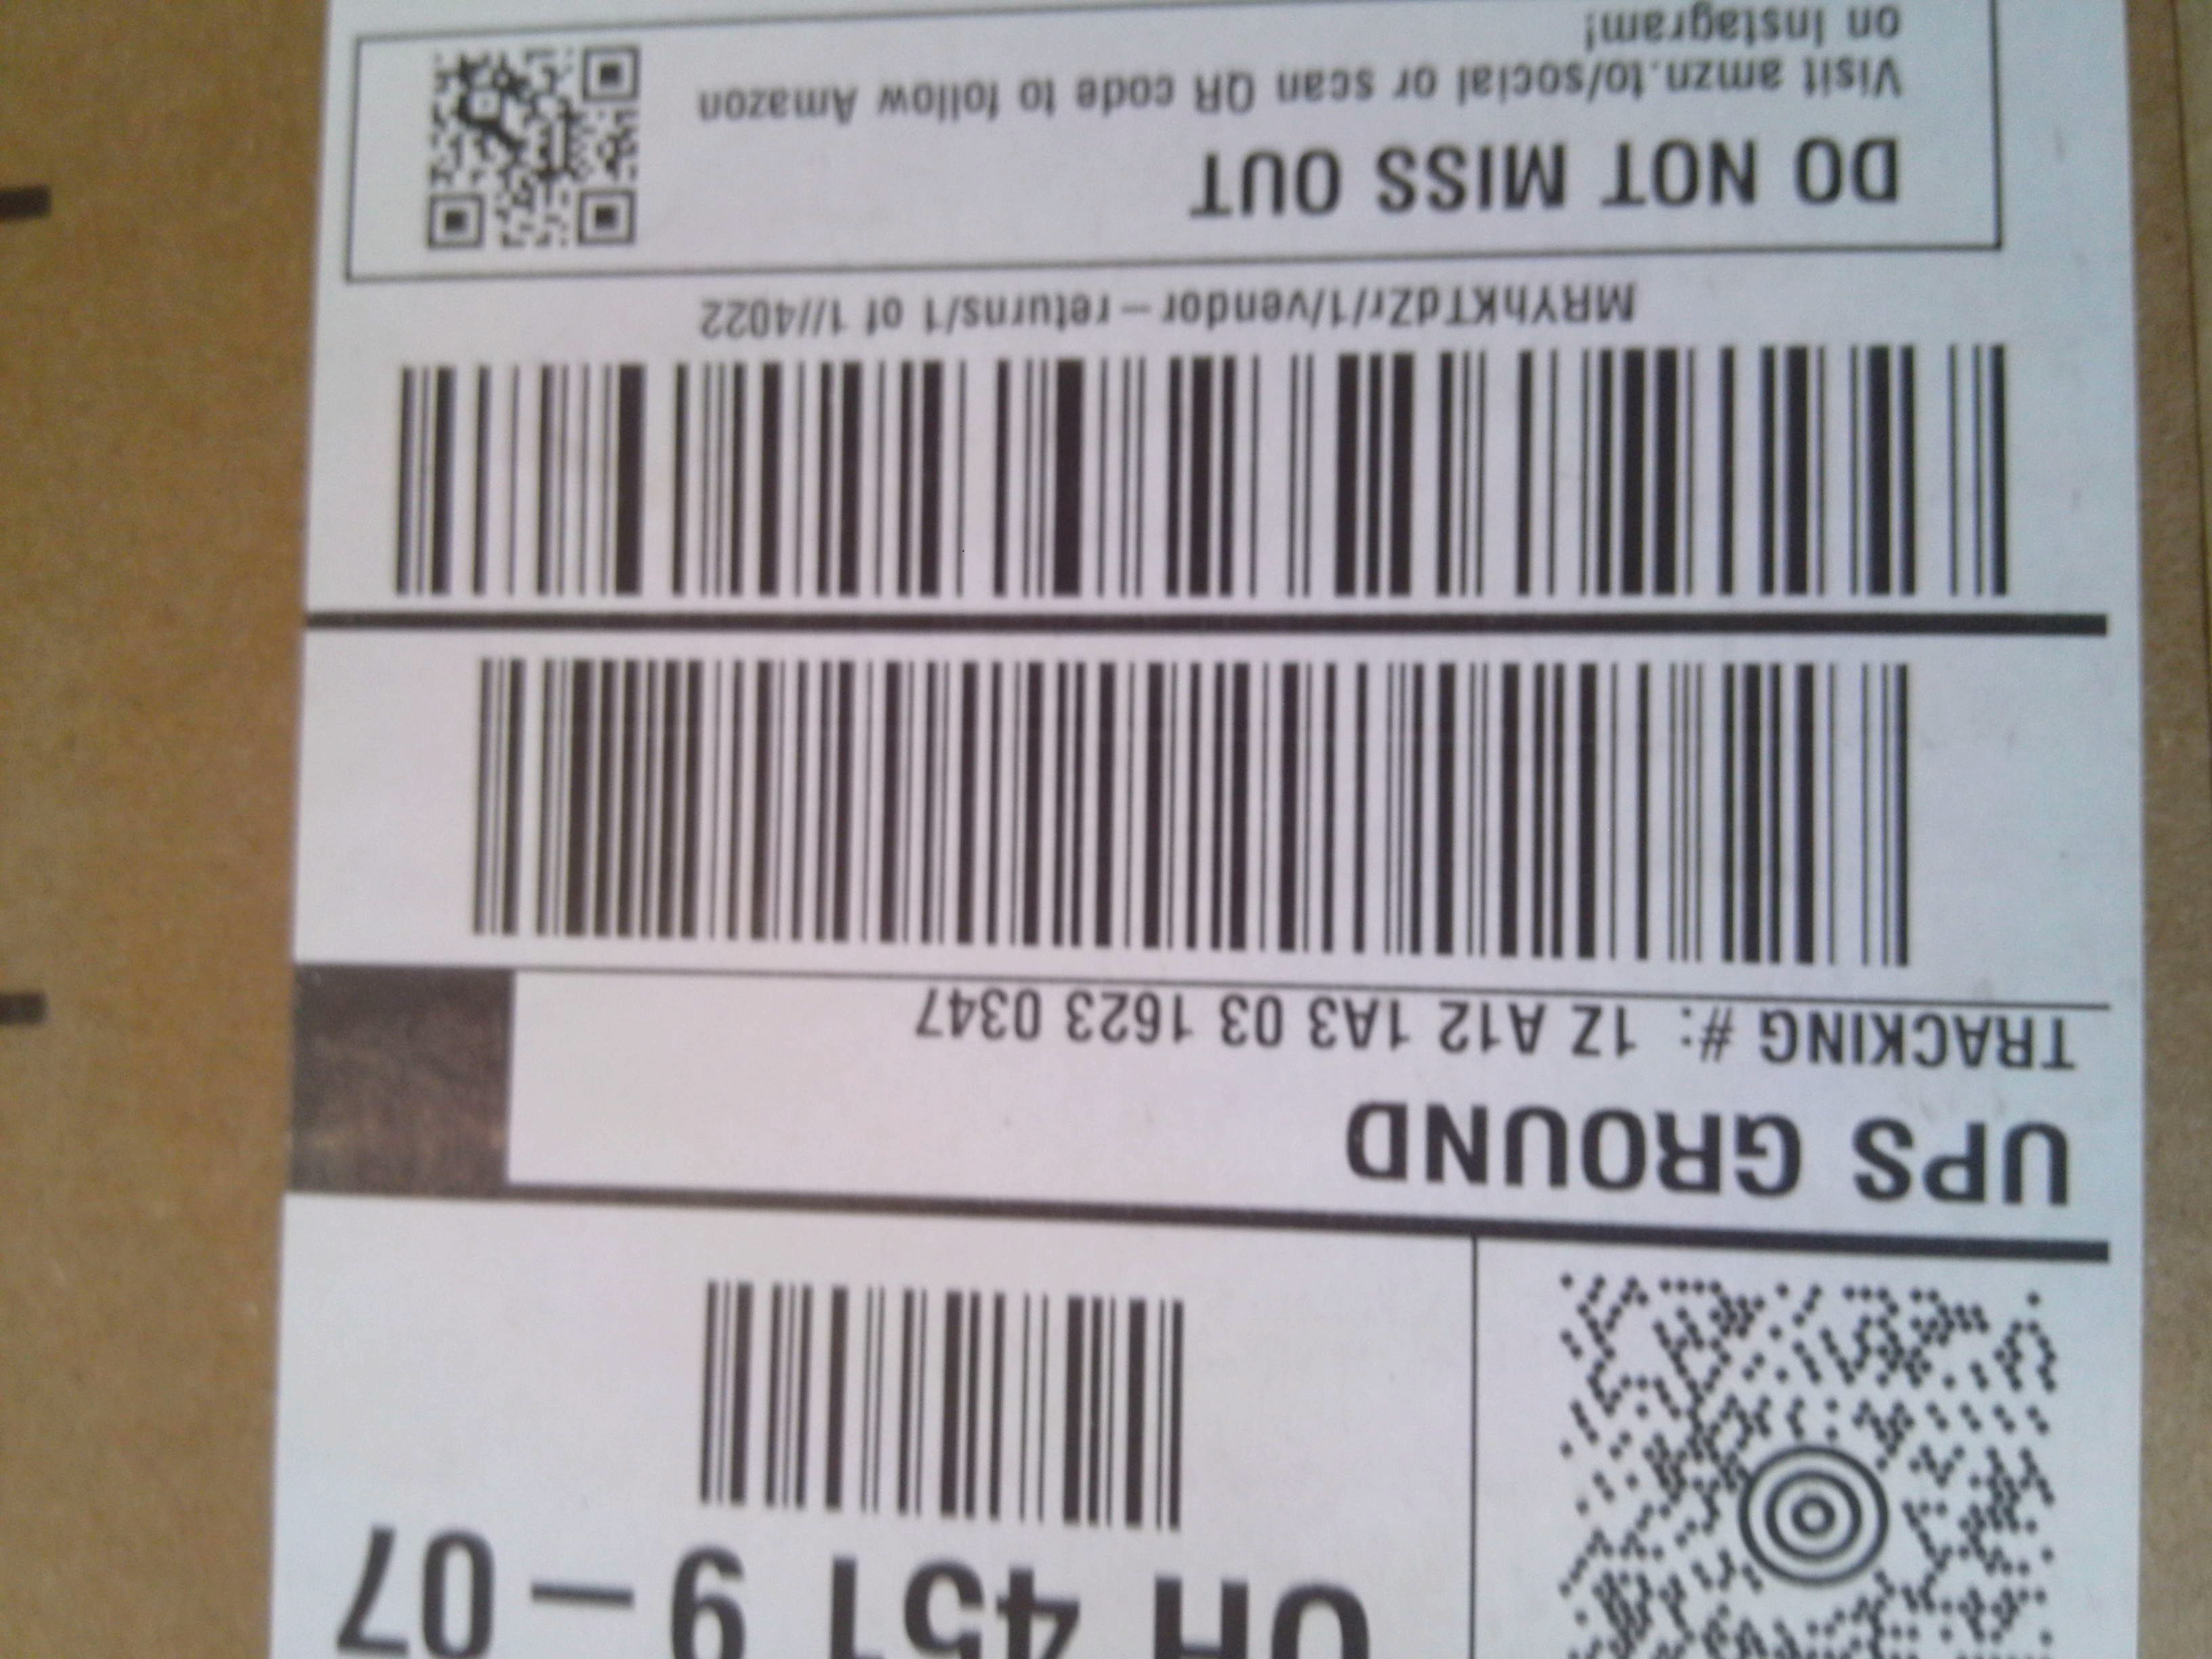 OH 451 9-07
UPS GROUND
TRACKING #: 1Z A12 1A3 03 1623 0347
MRYhKTdZr/1/vendor-returns/1 of 1///4022
DO NOT MISS OUT
Visit amzn.to/social or scan QR code to follow Amazon
on Instagram!